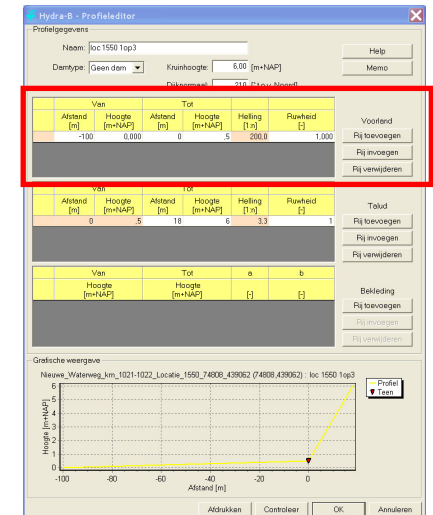 Hydra-B - Profieleditor
Profielgegevens
Naam: loc 1550 1op3
Help
Damtype: Geen dam Kruinhoogte: 6,00 [m+NAP]
Memo
Dijknormaal: 210 [° t.o.v. Noord]
Van Tot
Afstand [m] Hoogte [m+NAP] Afstand [m] Hoogte [m+NAP] Helling [1:n] Ruwheid [-]
Voorland
-100 0,000 0 ,5 200,0 1,000
Rij toevoegen
Rij invoegen
Rij verwijderen
Van Tot
Afstand [m] Hoogte [m+NAP] Afstand [m] Hoogte [m+NAP] Helling [1:n] Ruwheid [-]
Talud
0 ,5 18 6 3,3 1
Rij toevoegen
Rij invoegen
Rij verwijderen
Van Tot a b
Hoogte [m+NAP] Hoogte [m+NAP] [-] [-]
Bekleding
Rij toevoegen
Rij invoegen
Rij verwijderen
Grafische weergave
Nieuwe_Waterweg_km_1021-1022_Locatie_1550_74808_439062 (74808,439062) : loc 1550 1op3
Profiel
Teen
Hoogte [m+NAP]
6
5
4
3
2
1
0
-100 -80 -60 -40 -20 0
Afstand [m]
Afdrukken Controleer OK Annuleren